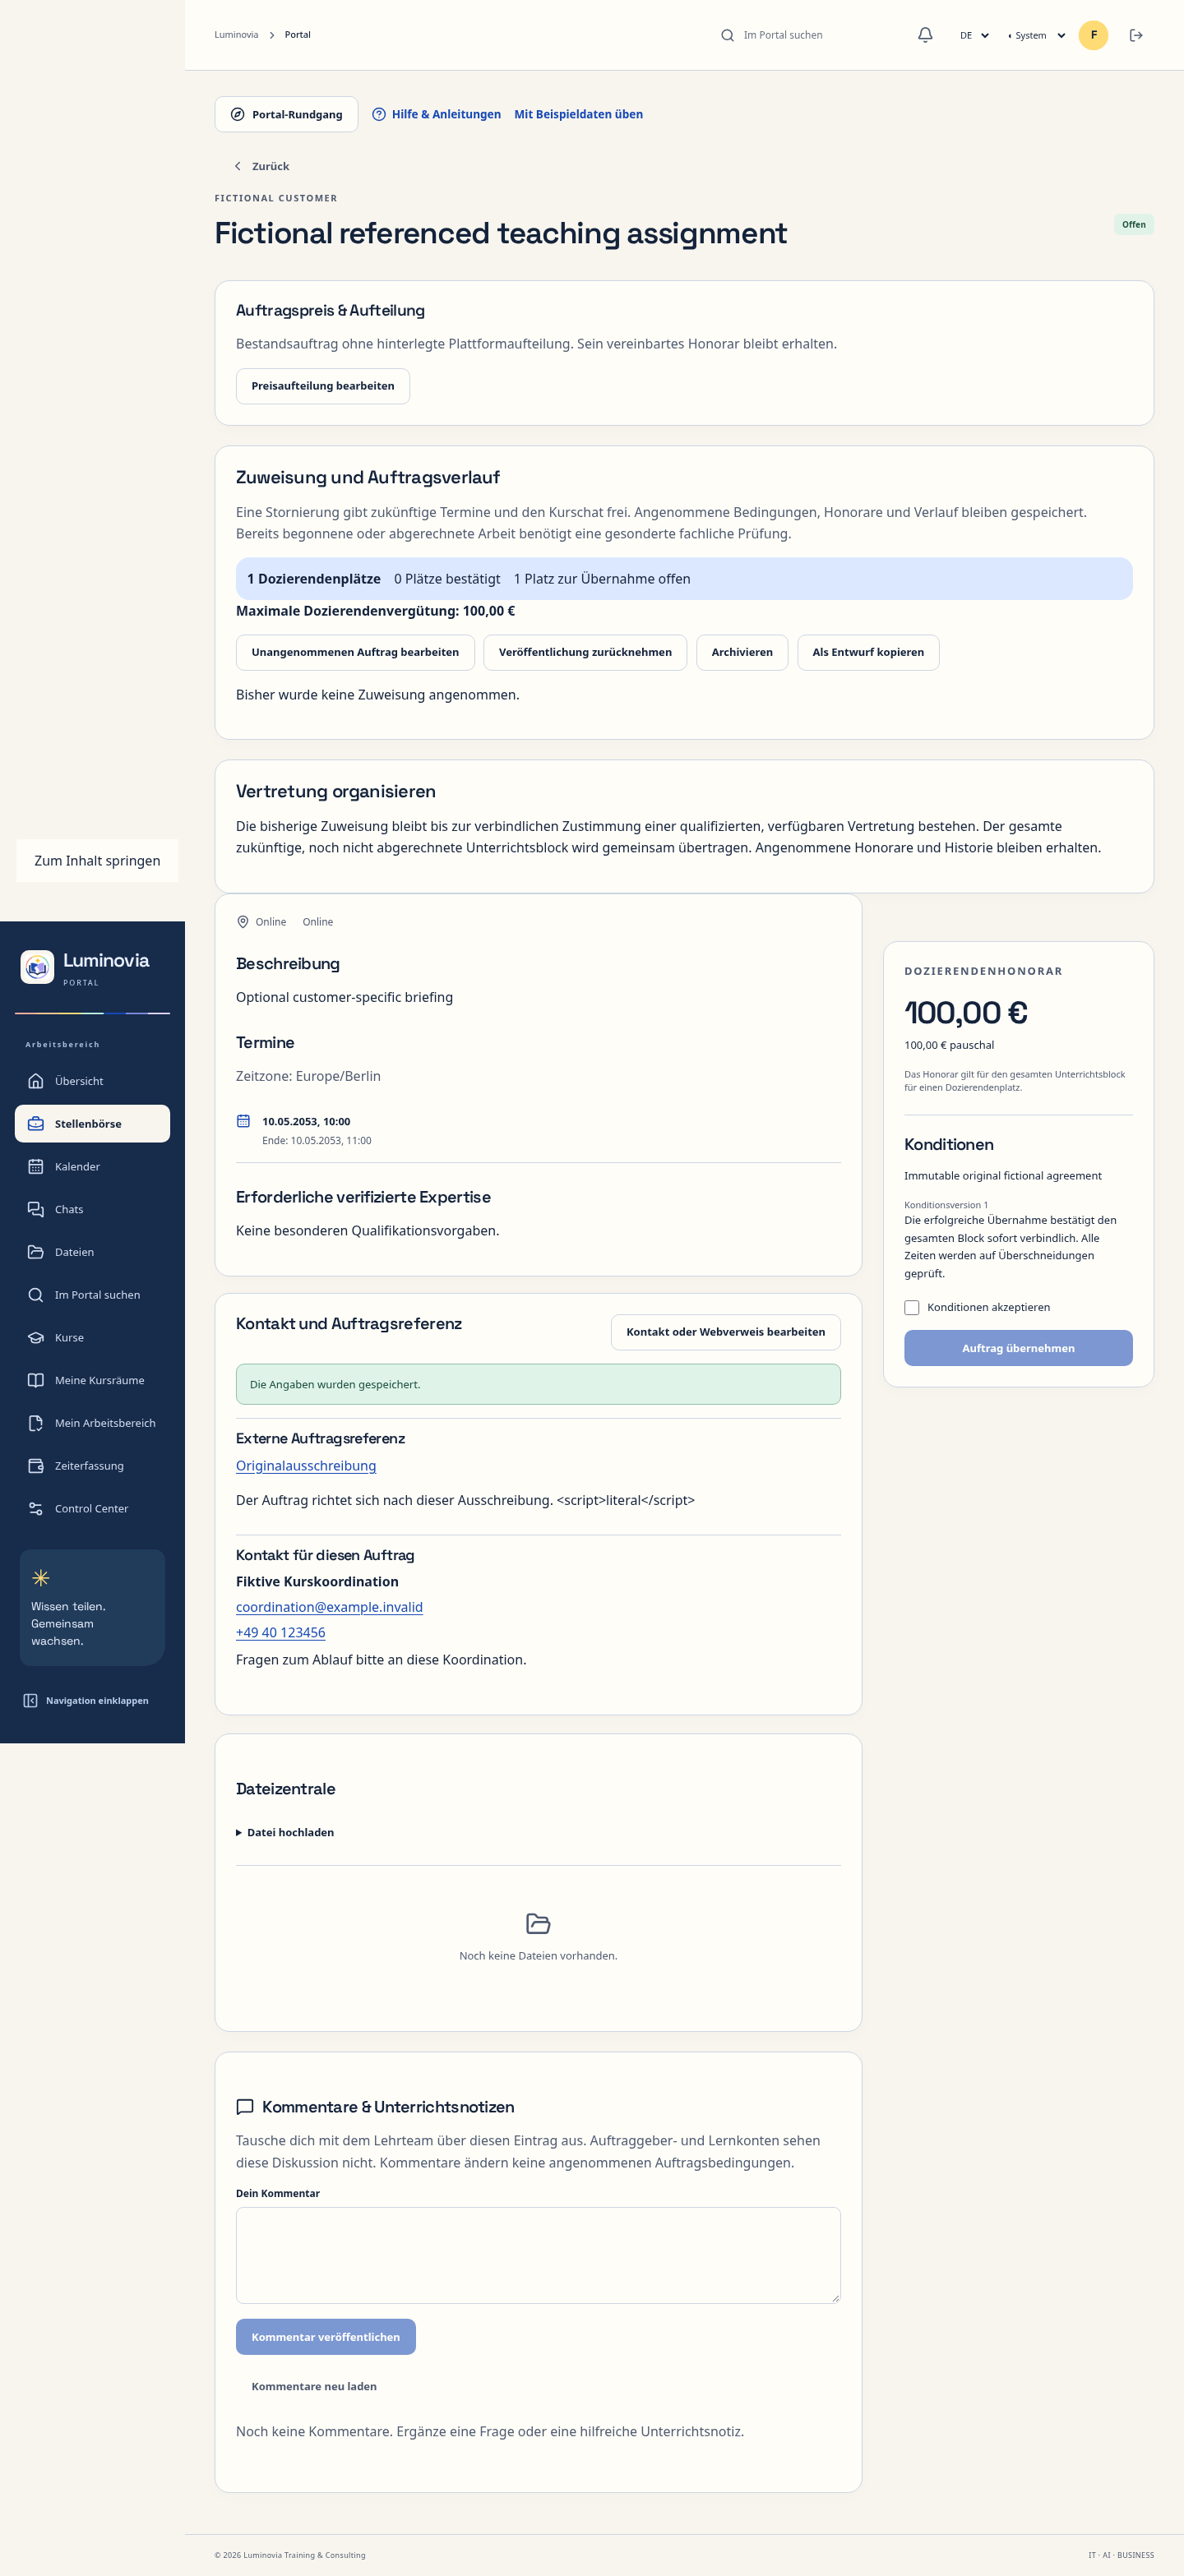 Luminovia
Portal
Im Portal suchen
DE
System
F
Portal-Rundgang
Hilfe & Anleitungen
Mit Beispieldaten üben
Zurück
FICTIONAL CUSTOMER
Fictional referenced teaching assignment
Offen
Auftragspreis & Aufteilung
Bestandsauftrag ohne hinterlegte Plattformaufteilung. Sein vereinbartes Honorar bleibt erhalten.
Preisaufteilung bearbeiten
Zuweisung und Auftragsverlauf
Eine Stornierung gibt zukünftige Termine und den Kurschat frei. Angenommene Bedingungen, Honorare und Verlauf bleiben gespeichert.
Bereits begonnene oder abgerechnete Arbeit benötigt eine gesonderte fachliche Prüfung.
1 Dozierendenplätze 0 Plätze bestätigt 1 Platz zur Übernahme offen
Maximale Dozierendenvergütung: 100,00 €
Unangenommenen Auftrag bearbeiten
Veröffentlichung zurücknehmen
Archivieren
Als Entwurf kopieren
Bisher wurde keine Zuweisung angenommen.
Vertretung organisieren
Die bisherige Zuweisung bleibt bis zur verbindlichen Zustimmung einer qualifizierten, verfügbaren Vertretung bestehen. Der gesamte
zukünftige, noch nicht abgerechnete Unterrichtsblock wird gemeinsam übertragen. Angenommene Honorare und Historie bleiben erhalten.
Zum Inhalt springen
Luminovia
PORTAL
Arbeitsbereich
Übersicht
Stellenbörse
Kalender
Chats
Dateien
Im Portal suchen
Kurse
Meine Kursräume
Mein Arbeitsbereich
Zeiterfassung
Control Center
Wissen teilen.
Gemeinsam
wachsen.
Navigation einklappen
Online Online
Beschreibung
Optional customer-specific briefing
Termine
Zeitzone: Europe/Berlin
10.05.2053, 10:00
Ende: 10.05.2053, 11:00
Erforderliche verifizierte Expertise
Keine besonderen Qualifikationsvorgaben.
DOZIERENDENHONORAR
100,00 €
100,00 € pauschal
Das Honorar gilt für den gesamten Unterrichtsblock
für einen Dozierendenplatz.
Konditionen
Immutable original fictional agreement
Konditionsversion 1
Die erfolgreiche Übernahme bestätigt den
gesamten Block sofort verbindlich. Alle
Zeiten werden auf Überschneidungen
geprüft.
Konditionen akzeptieren
Auftrag übernehmen
Kontakt und Auftragsreferenz
Kontakt oder Webverweis bearbeiten
Die Angaben wurden gespeichert.
Externe Auftragsreferenz
Originalausschreibung
Der Auftrag richtet sich nach dieser Ausschreibung. <script>literal</script>
Kontakt für diesen Auftrag
Fiktive Kurskoordination
coordination@example.invalid
+49 40 123456
Fragen zum Ablauf bitte an diese Koordination.
Dateizentrale
Datei hochladen
Noch keine Dateien vorhanden.
Kommentare & Unterrichtsnotizen
Tausche dich mit dem Lehrteam über diesen Eintrag aus. Auftraggeber- und Lernkonten sehen
diese Diskussion nicht. Kommentare ändern keine angenommenen Auftragsbedingungen.
Dein Kommentar
Kommentar veröffentlichen
Kommentare neu laden
Noch keine Kommentare. Ergänze eine Frage oder eine hilfreiche Unterrichtsnotiz.
© 2026 Luminovia Training & Consulting
IT · AI · BUSINESS